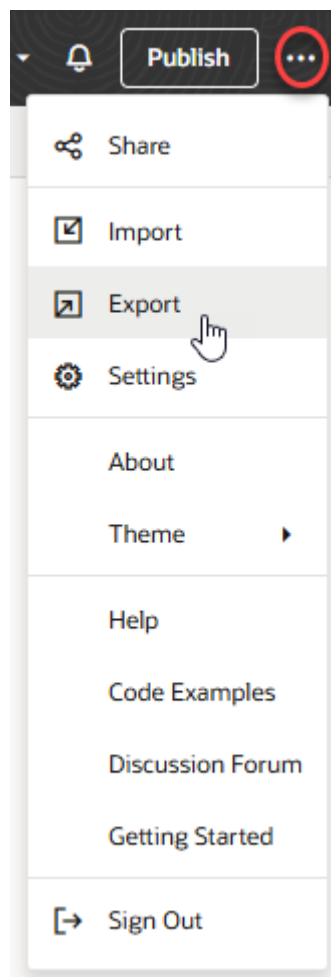 Publish
Share
Import
Export
Settings
About
Theme
Help
Code Examples
Discussion Forum
Getting Started
Sign Out